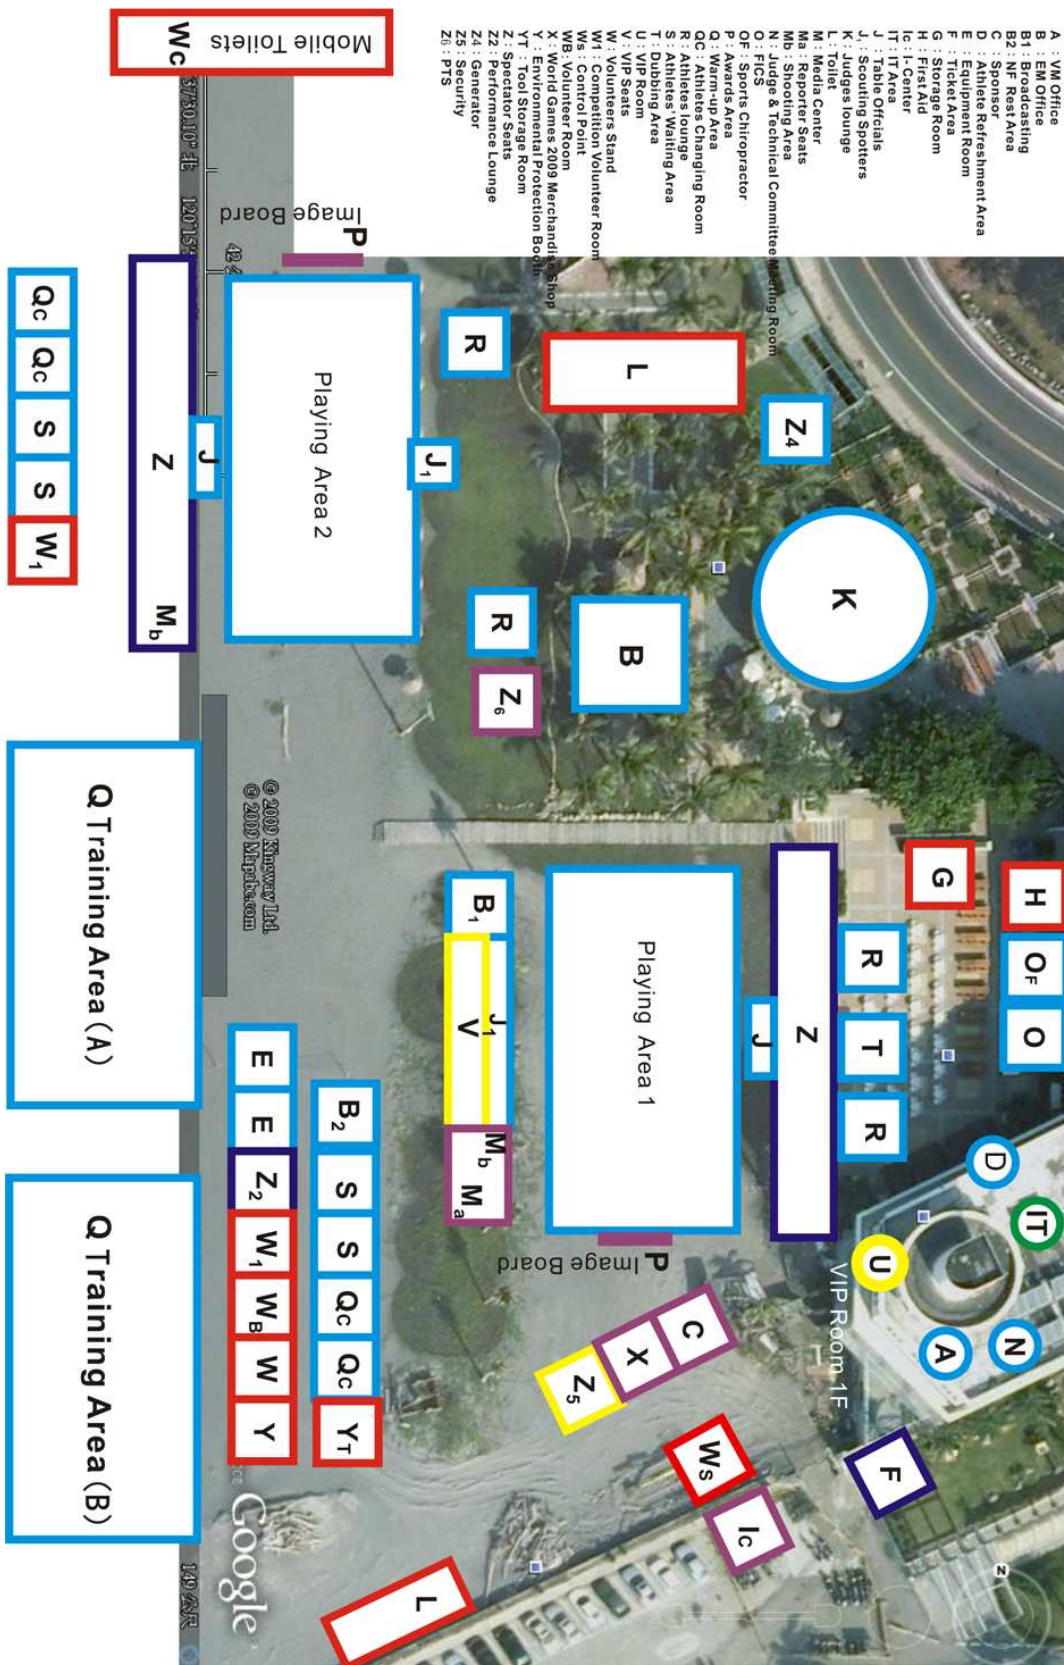 A : VM Office
B : EM Office
B1 : Broadcasting
B2 : NF Rest Area
C : Sponsor
D : Athlete Refreshment Area
E : Equipment Room
F : Ticket Area
G : Storage Room
H : First Aid
Ic : I-Center
IT : IT Area
J : Table Offcials
J₁ : Scouting Spotters
K : Judges lounge
L : Toilet
M : Media Center
Ma : Reporter Seats
Mb : Shooting Area
N : Judge & Technical Committee Meeting Room
O : FICS
OF : Sports Chiropractor
P : Awards Area
Q : Warm-up Area
QC : Athletes Changing Room
R : Athletes lounge
S : Athletes' Waiting Area
T : Dubbing Area
U : VIP Room
V : VIP Seats
W : Volunteers Stand
W1 : Competition Volunteer Room
Ws : Control Point
WB : Volunteer Room
X : World Games 2009 Merchandise Shop
Y : Environmental Protection Booth
YT : Tool Storage Room
Z : Spectator Seats
Z2 : Performance Lounge
Z4 : Generator
Z5 : Security
Z6 : PTS
Mobile Toilets
Wc
Image Board
P
Playing Area 2
J
J₁
Z
Mb
Qc
Qc
S
S
W₁
R
L
Z₄
K
B
R
Z₆
Q Training Area (A)
Q Training Area (B)
© 2009 Kingway Ltd.
© 2009 Mapabc.com
G
H
OF
O
R
T
R
Z
J
Playing Area 1
B₁
J1
V
Mb
Ma
P
Image Board
D
IT
U
N
A
VIP Room 1F
E
E
Z₂
W₁
WB
W
Y
B₂
S
S
Qc
Qc
YT
C
X
Z₅
Ws
Ic
F
L
Google
149 公尺
N